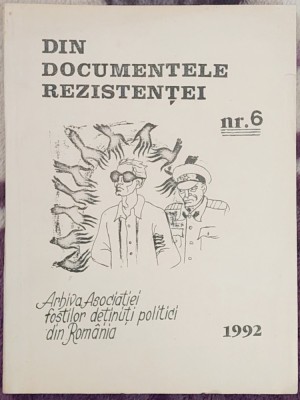 DIN
DOCUMENTELE
REZISTENȚEI
nr. 6
Arhiva Asociației
foștilor deținuți politici
din România
1992